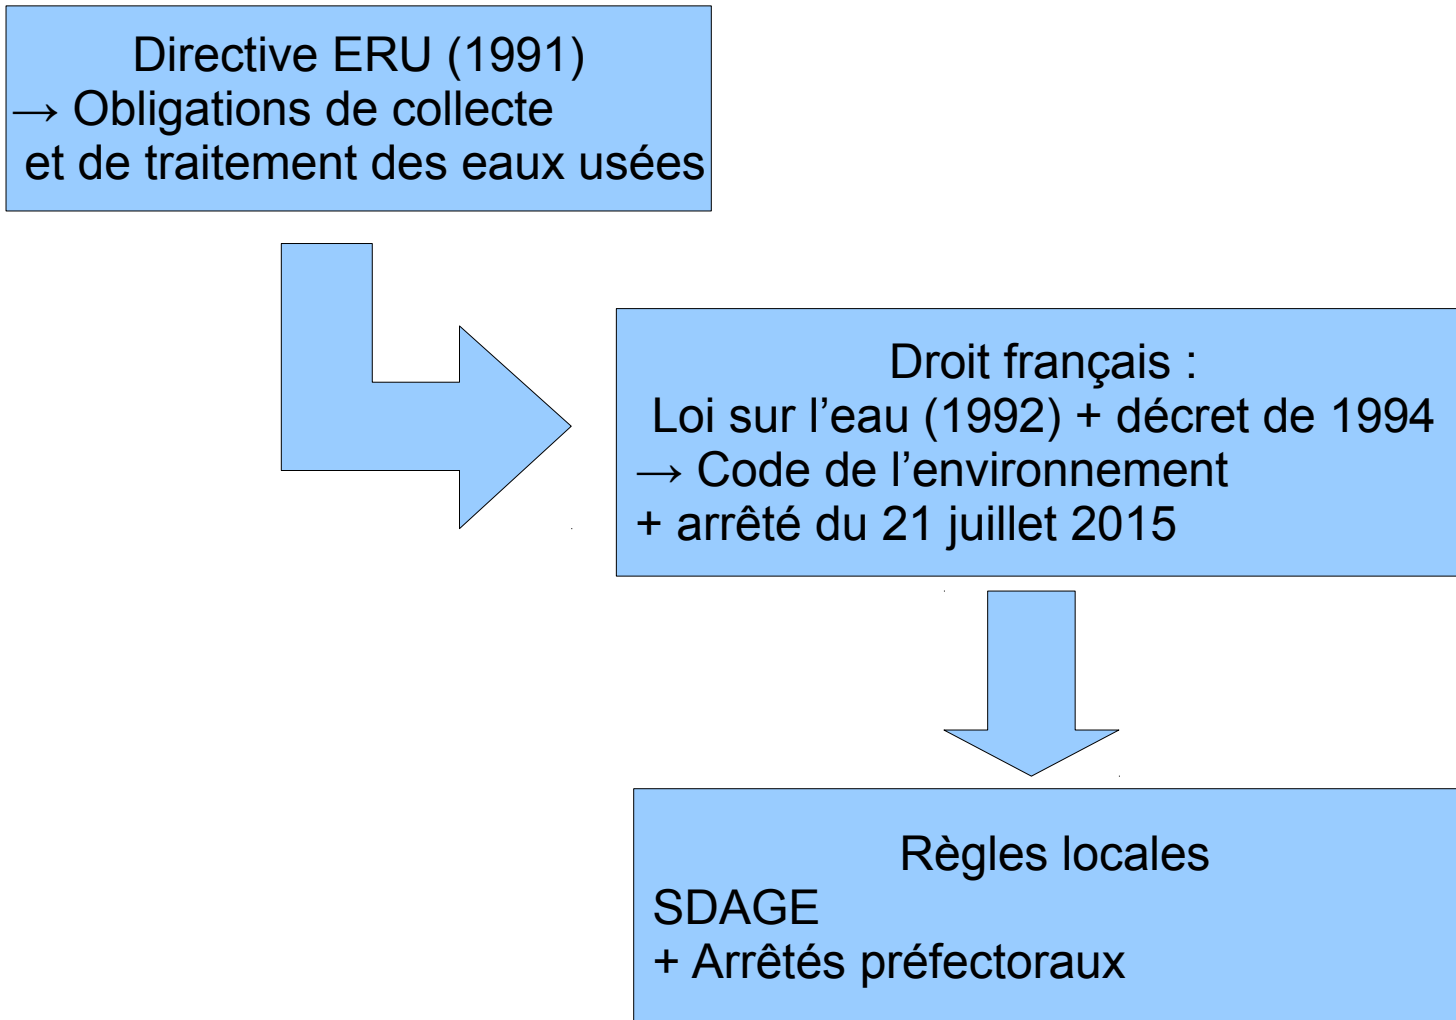 Directive ERU (1991)
→ Obligations de collecte
et de traitement des eaux usées
Droit français :
Loi sur l’eau (1992) + décret de 1994
→ Code de l’environnement
+ arrêté du 21 juillet 2015
Règles locales
SDAGE
+ Arrêtés préfectoraux